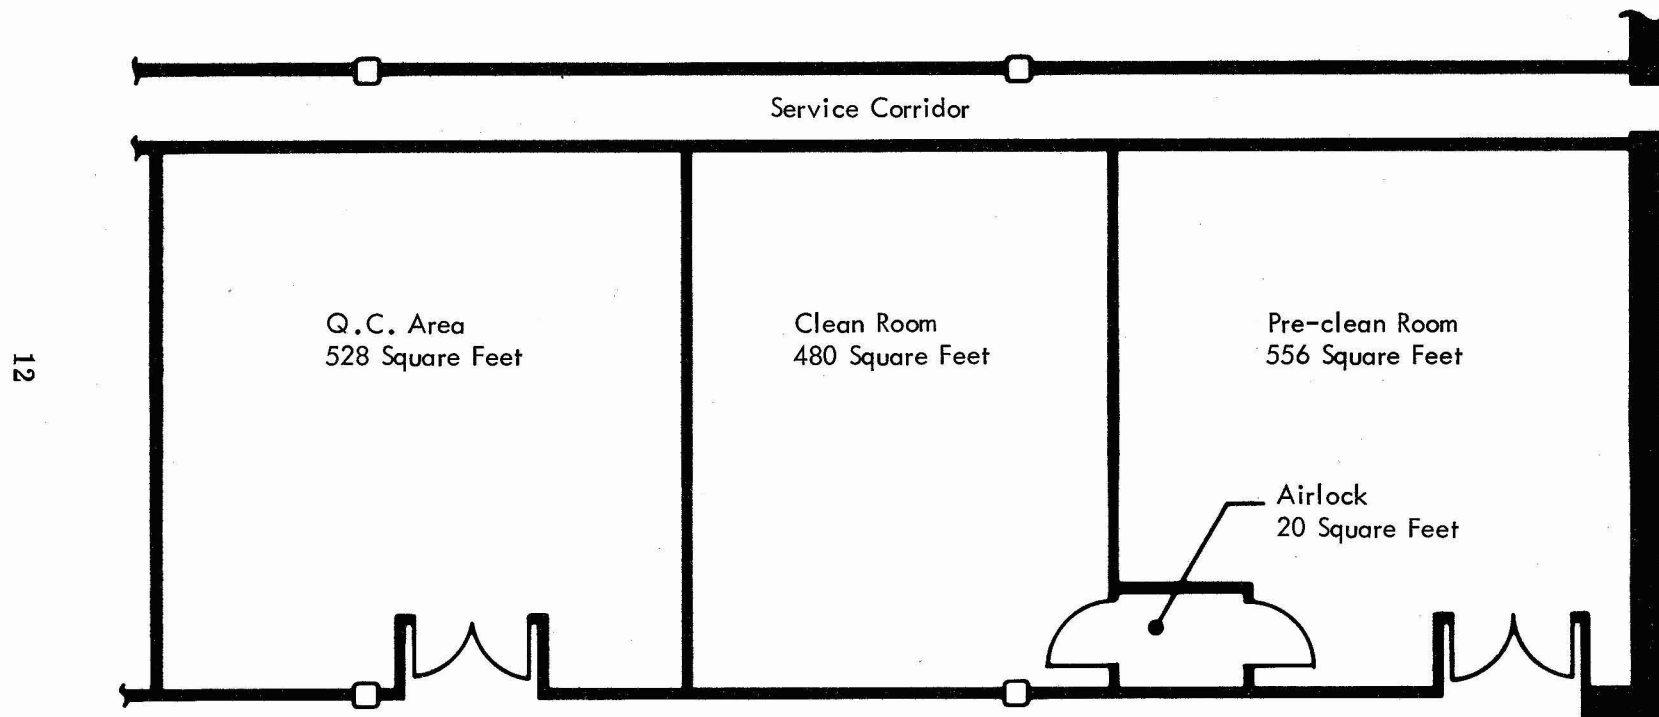 Service Corridor
Q.C. Area
528 Square Feet
Clean Room
480 Square Feet
Pre-clean Room
556 Square Feet
Airlock
20 Square Feet
12